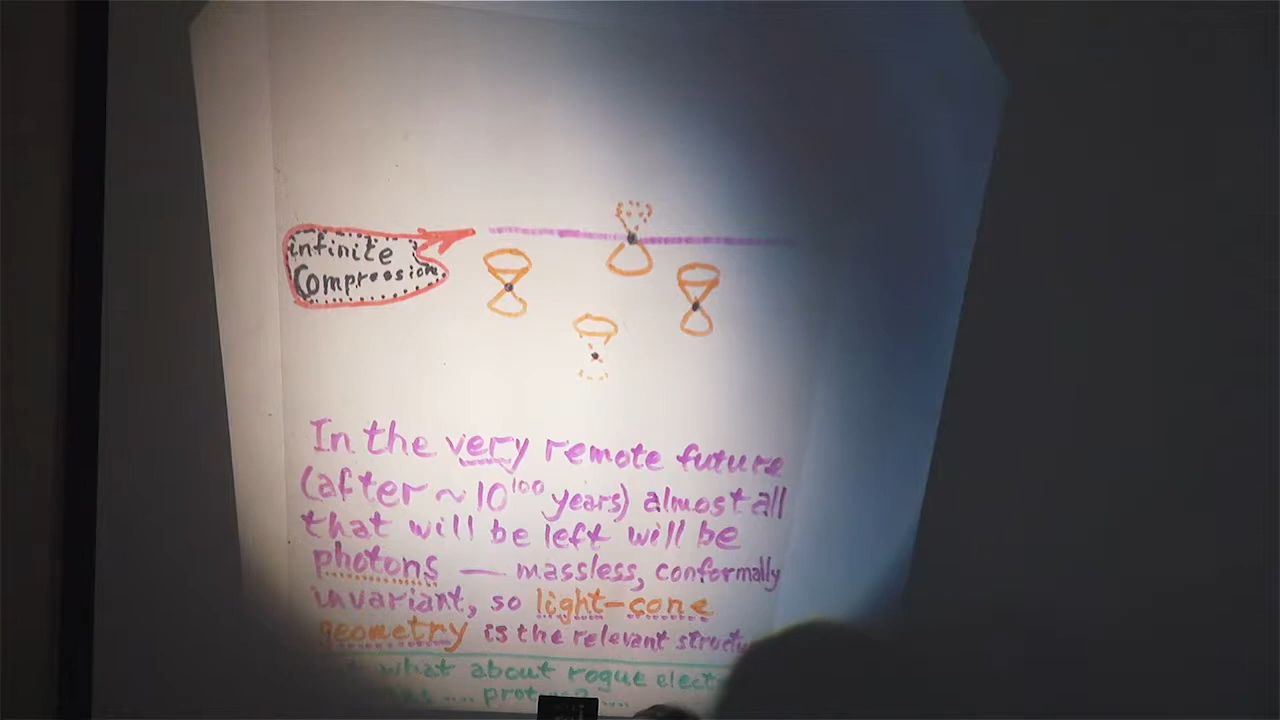 infinite
Compression
In the very remote future
(after ~10¹⁰⁰ years) almost all
that will be left will be
photons — massless, conformally
invariant, so light-cone
geometry is the relevant
what about rogue
....